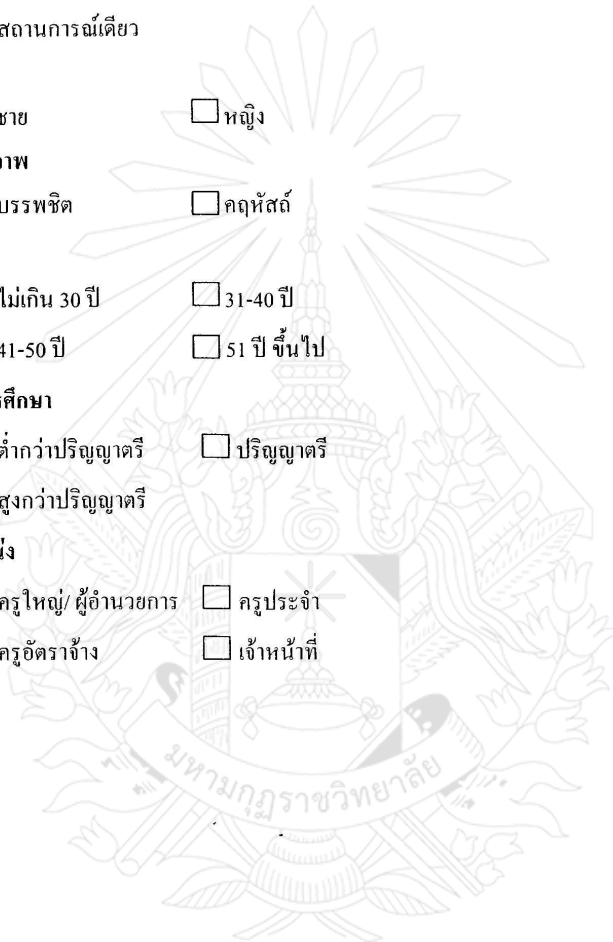 สถานการณ์เดียว
ชาย หญิง
าพ
บรรพชิต คฤหัสถ์
ไม่เกิน 30 ปี 31-40 ปี
41-50 ปี 51 ปี ขึ้นไป
ศึกษา
ต่ำกว่าปริญญาตรี ปริญญาตรี
สูงกว่าปริญญาตรี
น่ง
ครูใหญ่/ ผู้อำนวยการ ครูประจำ
ครูอัตราจ้าง เจ้าหน้าที่
มหามกุฏราชวิทยาลัย